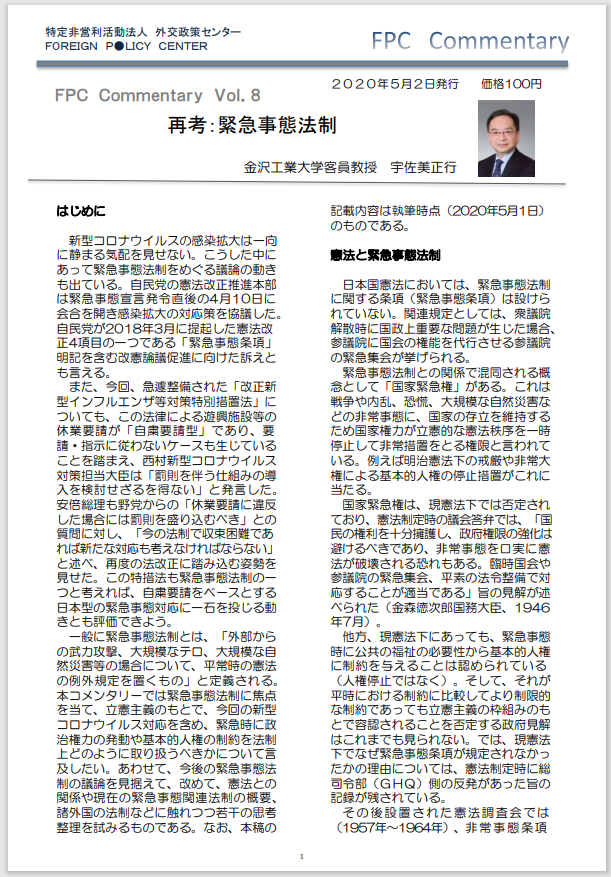 特定非営利活動法人 外交政策センター
FOREIGN P●LICY CENTER
FPC Commentary
2020年5月2日発行 価格100円
FPC Commentary Vol.8
再考:緊急事態法制
金沢工業大学客員教授 宇佐美正行
はじめに
新型コロナウイルスの感染拡大は一向
に静まる気配を見せない。こうした中に
あって緊急事態法制をめぐる議論の動き
も出ている。自民党の憲法改正推進本部
は緊急事態宣言発令直後の4月10日に
会合を開き感染拡大の対応策を協議した。
自民党が2018年3月に提起した憲法改
正4項目の一つである「緊急事態条項」
明記を含む改憲論議促進に向けた訴えと
も言える。
また、今回、急遽整備された「改正新
型インフルエンザ等対策特別措置法」に
ついても、この法律による遊興施設等の
休業要請が「自粛要請型」であり、要
請・指示に従わないケースも生じている
ことを踏まえ、西村新型コロナウイルス
対策担当大臣は「罰則を伴う仕組みの導
入を検討せざるを得ない」と発言した。
安倍総理も野党からの「休業要請に違反
した場合には罰則を盛り込むべき」との
質問に対し、「今の法制で収束困難であ
れば新たな対応も考えなければならない」
と述べ、再度の法改正に踏み込む姿勢を
見せた。この特措法も緊急事態法制の一
つと考えれば、自粛要請をベースとする
日本型の緊急事態対応に一石を投じる動
きとも評価できよう。
一般に緊急事態法制とは、「外部から
の武力攻撃、大規模なテロ、大規模な自
然災害等の場合について、平常時の憲法
の例外規定を置くもの」と定義される。
本コメンタリーでは緊急事態法制に焦点
を当て、立憲主義のもとで、今回の新型
コロナウイルス対応を含め、緊急時に政
治権力の発動や基本的人権の制約を法制
上どのように取り扱うべきかについて言
及したい。あわせて、今後の緊急事態法
制の議論を見据えて、改めて、憲法との
関係や現在の緊急事態関連法制の概要、
諸外国の法制などに触れつつ若干の思考
整理を試みるものである。なお、本稿の
記載内容は執筆時点（2020年5月1日）
のものである。
憲法と緊急事態法制
日本国憲法においては、緊急事態法制
に関する条項（緊急事態条項）は設けら
れていない。関連規定としては、衆議院
解散時に国政上重要な問題が生じた場合、
参議院に国会の権能を代行させる参議院
の緊急集会が挙げられる。
緊急事態法制との関係で混同される概
念として「国家緊急権」がある。これは
戦争や内乱、恐慌、大規模な自然災害な
どの非常事態に、国家の存立を維持する
ため国家権力が立憲的な憲法秩序を一時
停止して非常措置をとる権限と言われて
いる。例えば明治憲法下の戒厳や非常大
権による基本的人権の停止措置がこれに
当たる。
国家緊急権は、現憲法下では否定され
ており、憲法制定時の議会答弁では、「国
民の権利を十分擁護し、政府権限の強化は
避けるべきであり、非常事態を口実に憲
法が破壊される恐れもある。臨時国会や
参議院の緊急集会、平素の法令整備で対
応することが適当である」旨の見解が述
べられた（金森徳次郎国務大臣、1946
年7月）。
他方、現憲法下にあっても、緊急事態
時に公共の福祉の必要性から基本的人権
に制約を与えることは認められている
（人権停止ではなく）。そして、それが
平時における制約に比較してより制限的
な制約であっても立憲主義の枠組みのも
とで容認されることを否定する政府見解
はこれまでも見られない。では、現憲法
下でなぜ緊急事態条項が規定されなかっ
たかの理由については、憲法制定時に総
司令部（GHQ）側の反発があった旨の
記録が残されている。
その後設置された憲法調査会では
（1957年～1964年）、非常事態条項
1